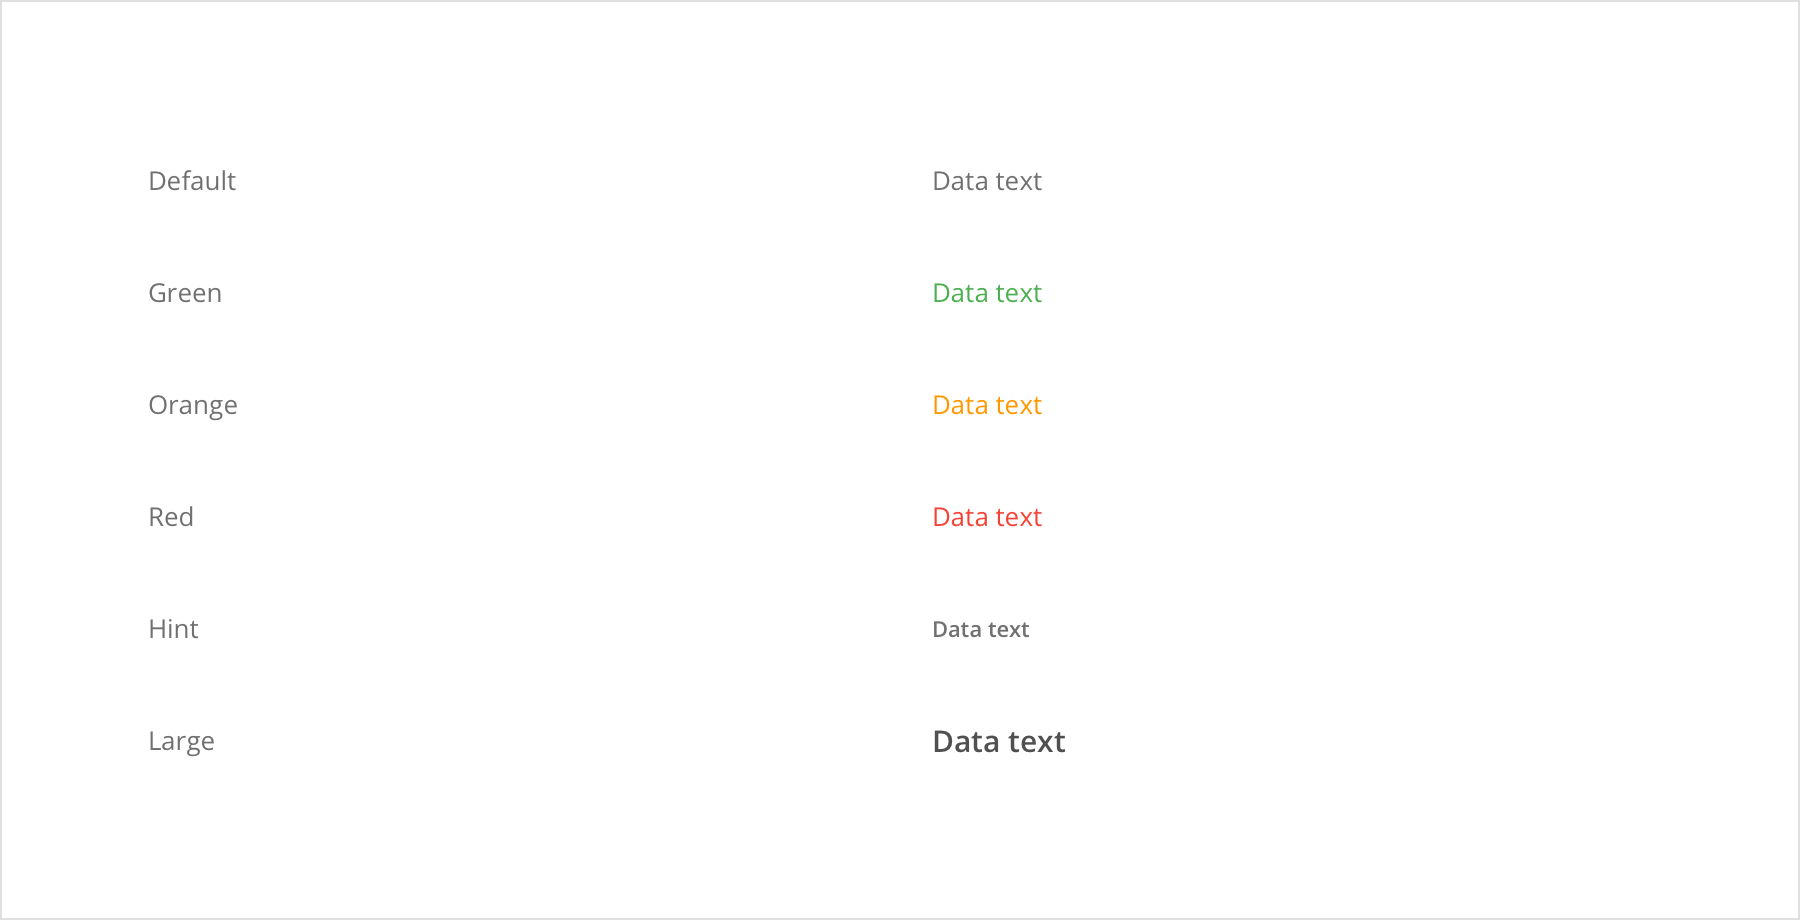 Default Data text
Green Data text
Orange Data text
Red Data text
Hint Data text
Large Data text